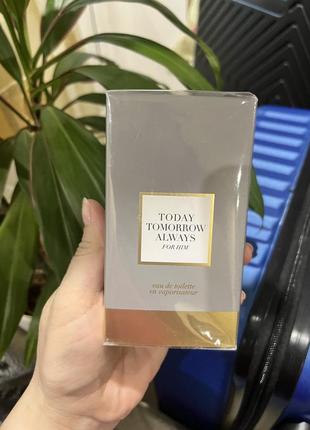 TODAY
TOMORROW
ALWAYS
FOR HIM
eau de toilette
en vaporisateur